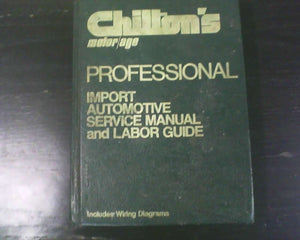 Chilton's
motor/age
PROFESSIONAL
IMPORT
AUTOMOTIVE
SERVICE MANUAL
and LABOR GUIDE
Includes Wiring Diagrams